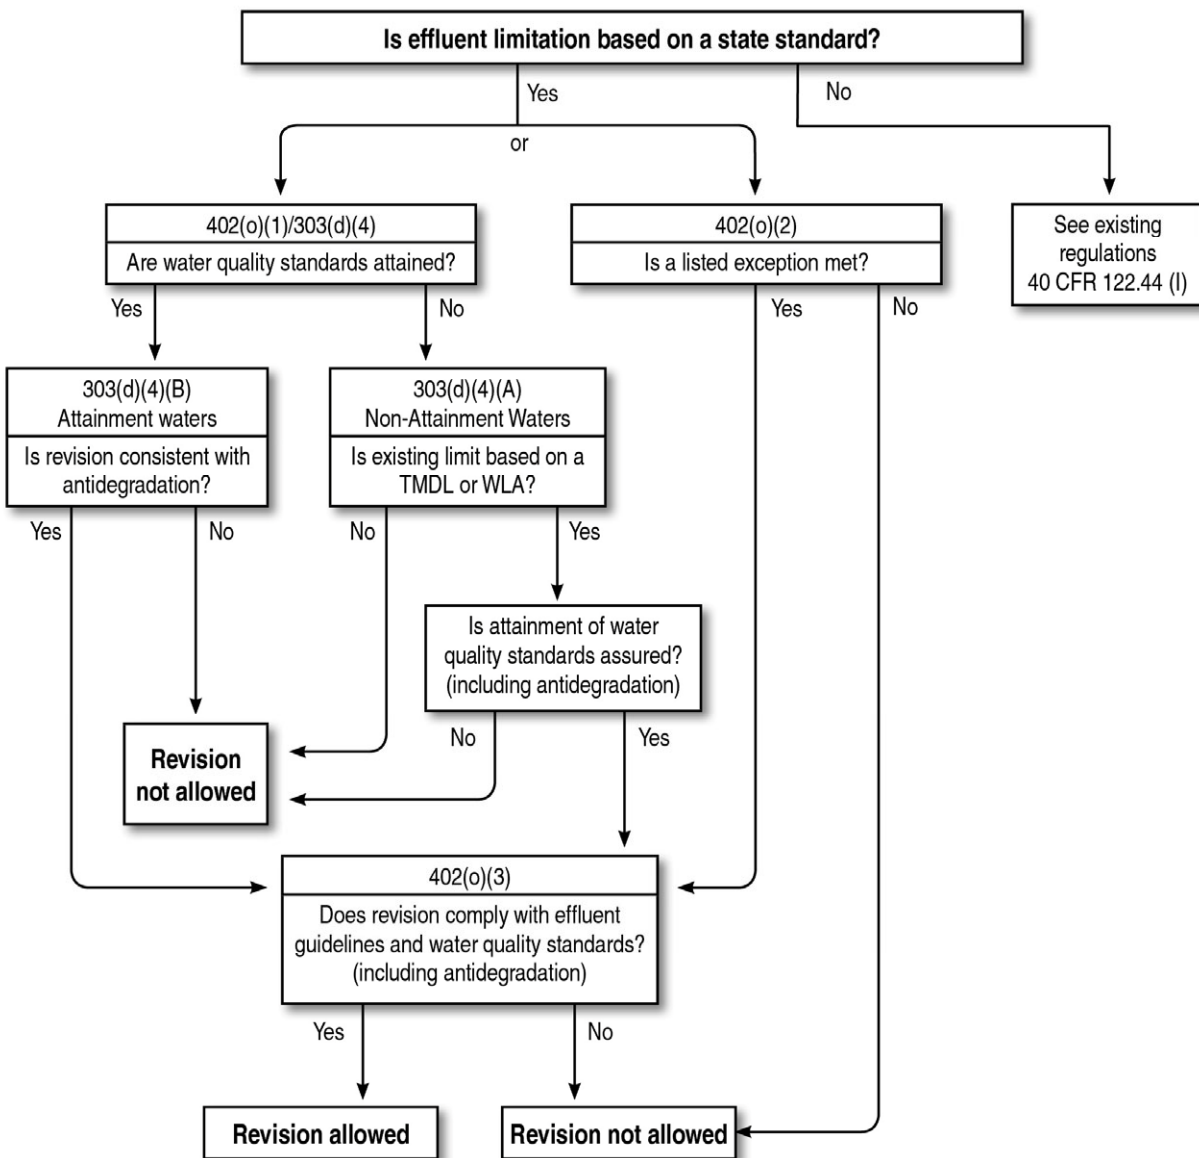 Is effluent limitation based on a state standard?
Yes
No
or
402(o)(1)/303(d)(4)
Are water quality standards attained?
402(o)(2)
Is a listed exception met?
See existing
regulations
40 CFR 122.44 (l)
Yes
No
Yes
No
303(d)(4)(B)
Attainment waters
Is revision consistent with
antidegradation?
303(d)(4)(A)
Non-Attainment Waters
Is existing limit based on a
TMDL or WLA?
Yes
No
No
Yes
Is attainment of water
quality standards assured?
(including antidegradation)
No
Yes
Revision
not allowed
402(o)(3)
Does revision comply with effluent
guidelines and water quality standards?
(including antidegradation)
Yes
No
Revision allowed
Revision not allowed